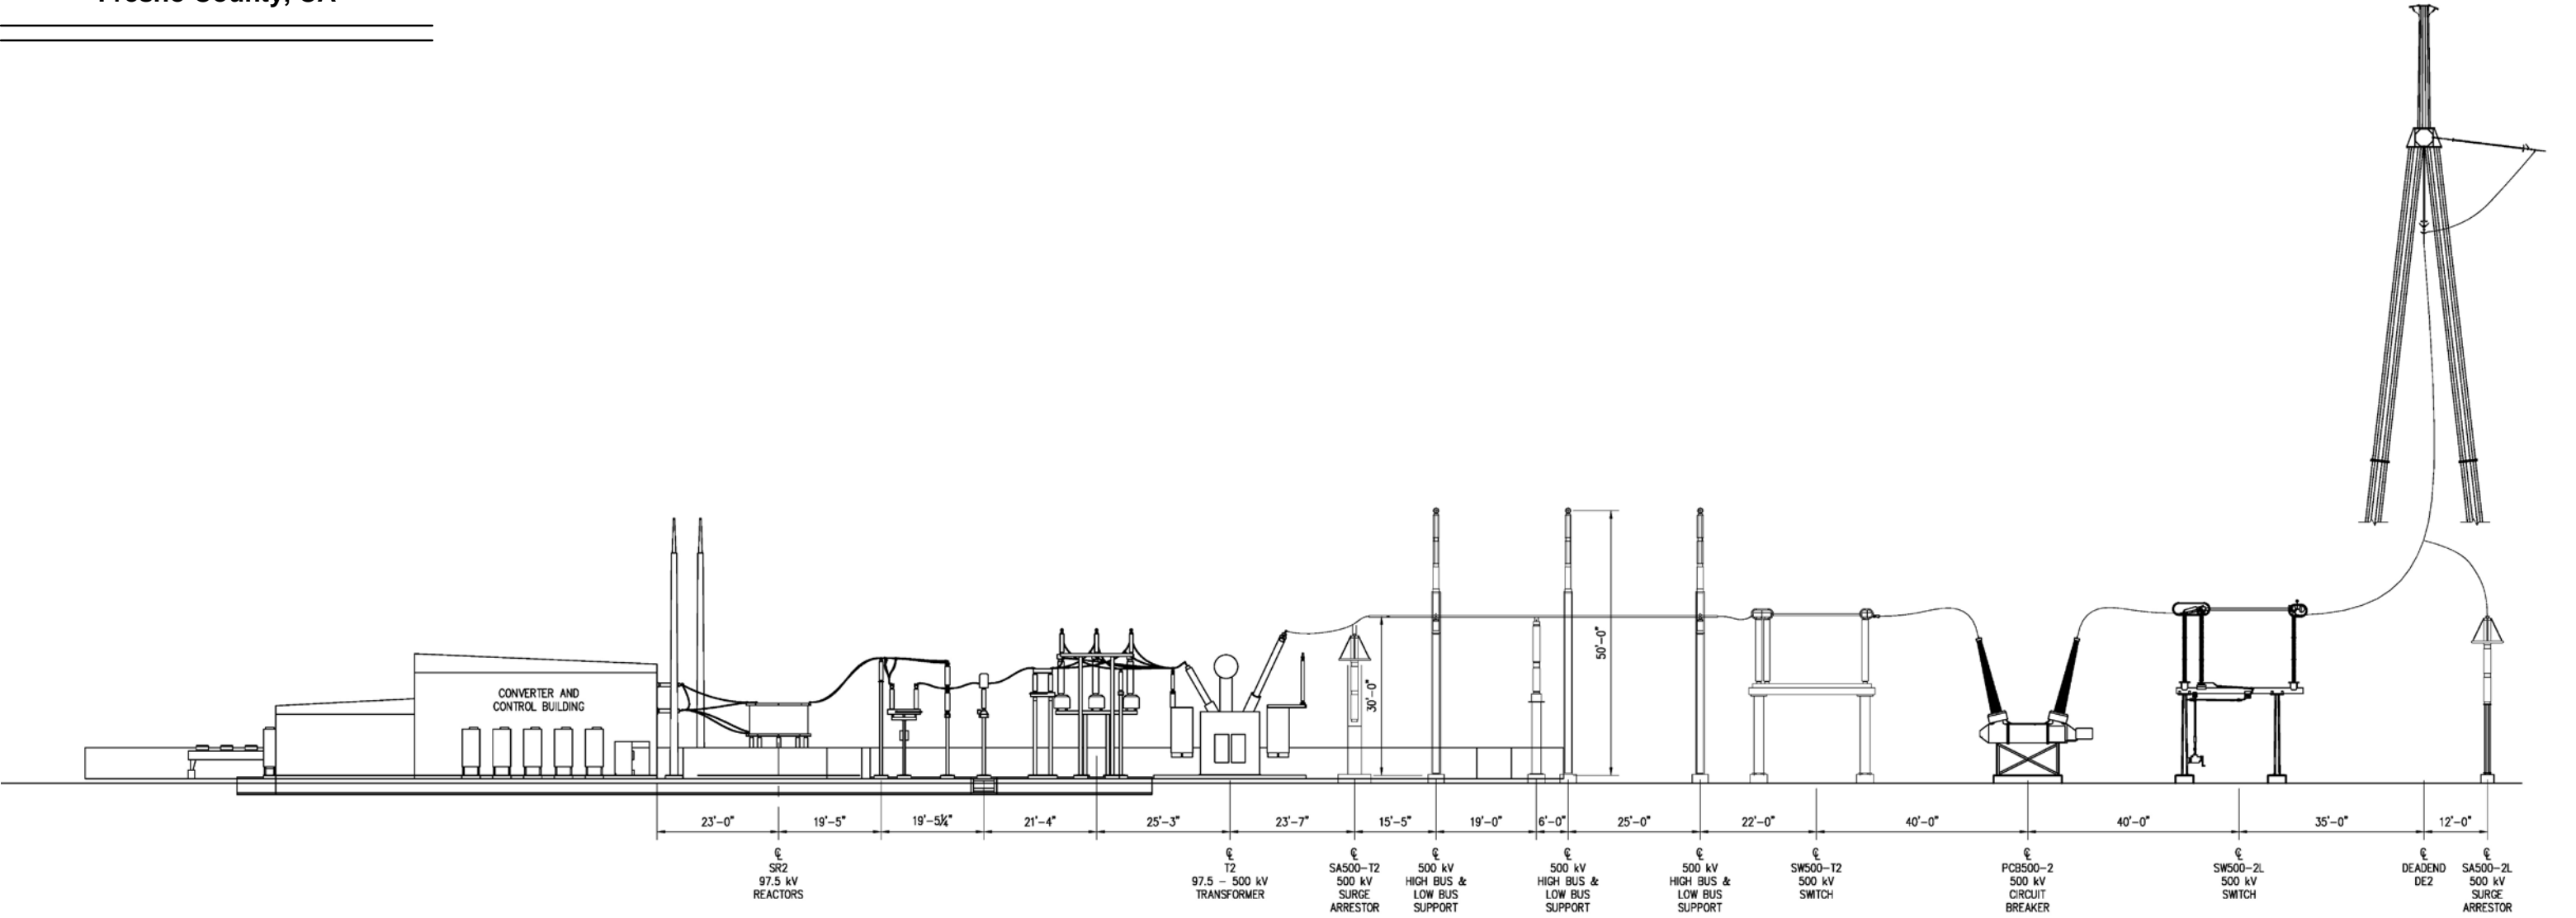 CONVERTER AND
CONTROL BUILDING
30'-0"
50'-0"
23'-0" 19'-5" 19'-5¼" 21'-4" 25'-3" 23'-7" 15'-5" 19'-0" 6'-0" 25'-0" 22'-0" 40'-0" 40'-0" 35'-0" 12'-0"
℄
SR2
97.5 kV
REACTORS
℄
T2
97.5 - 500 kV
TRANSFORMER
℄
SA500-T2
500 kV
SURGE
ARRESTOR
℄
500 kV
HIGH BUS &
LOW BUS
SUPPORT
℄
500 kV
HIGH BUS &
LOW BUS
SUPPORT
℄
500 kV
HIGH BUS &
LOW BUS
SUPPORT
℄
SW500-T2
500 kV
SWITCH
℄
PCB500-2
500 kV
CIRCUIT
BREAKER
℄
SW500-2L
500 kV
SWITCH
℄
DEADEND
DE2
℄
SA500-2L
500 kV
SURGE
ARRESTOR